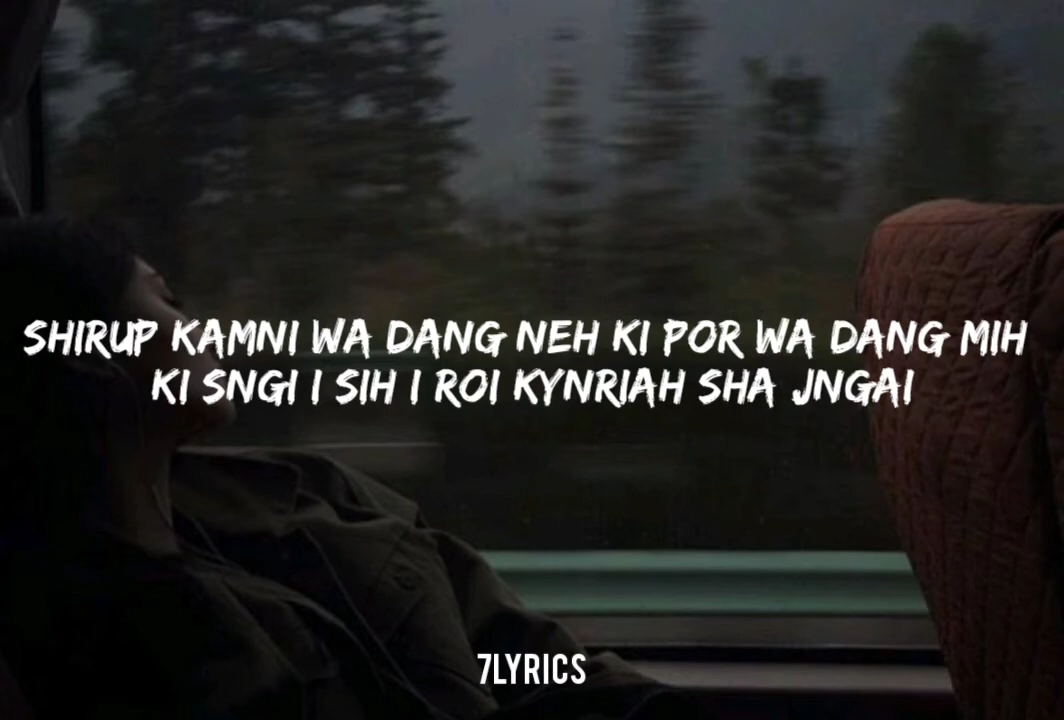 SHIRUP KAMNI WA DANG NEH KI POR WA DANG MIH
KI SNGI I SIH I ROI KYNRIAH SHA JNGAI
7LYRICS